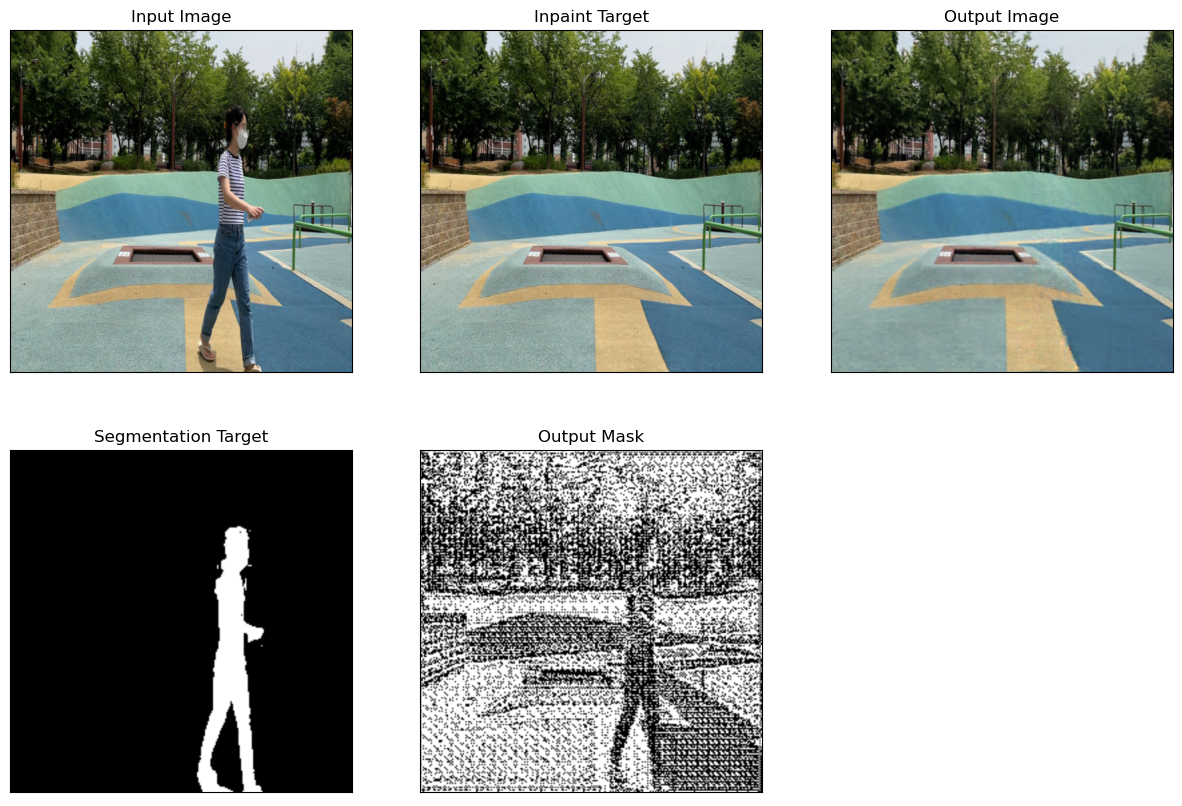 Input Image
Inpaint Target
Output Image
Segmentation Target
Output Mask